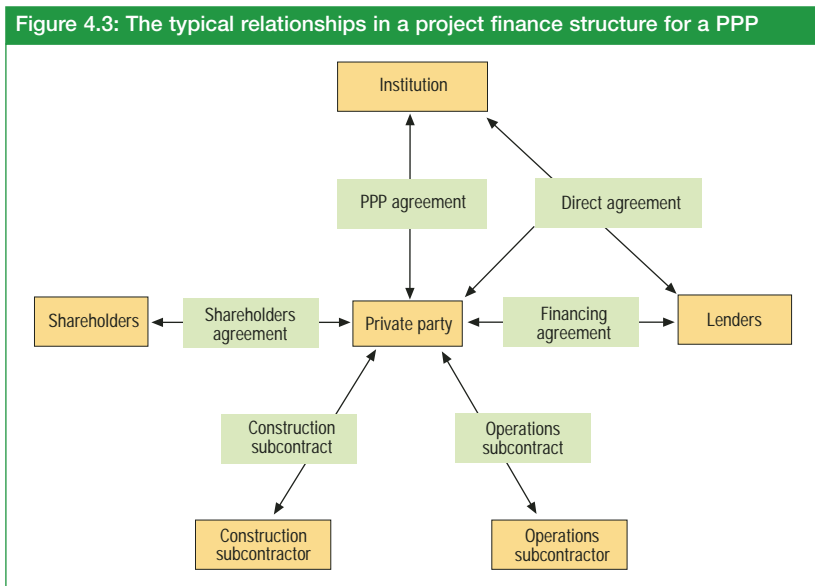 Figure 4.3: The typical relationships in a project finance structure for a PPP
Institution
PPP agreement
Direct agreement
Shareholders
Shareholders
agreement
Private party
Financing
agreement
Lenders
Construction
subcontract
Operations
subcontract
Construction
subcontractor
Operations
subcontractor